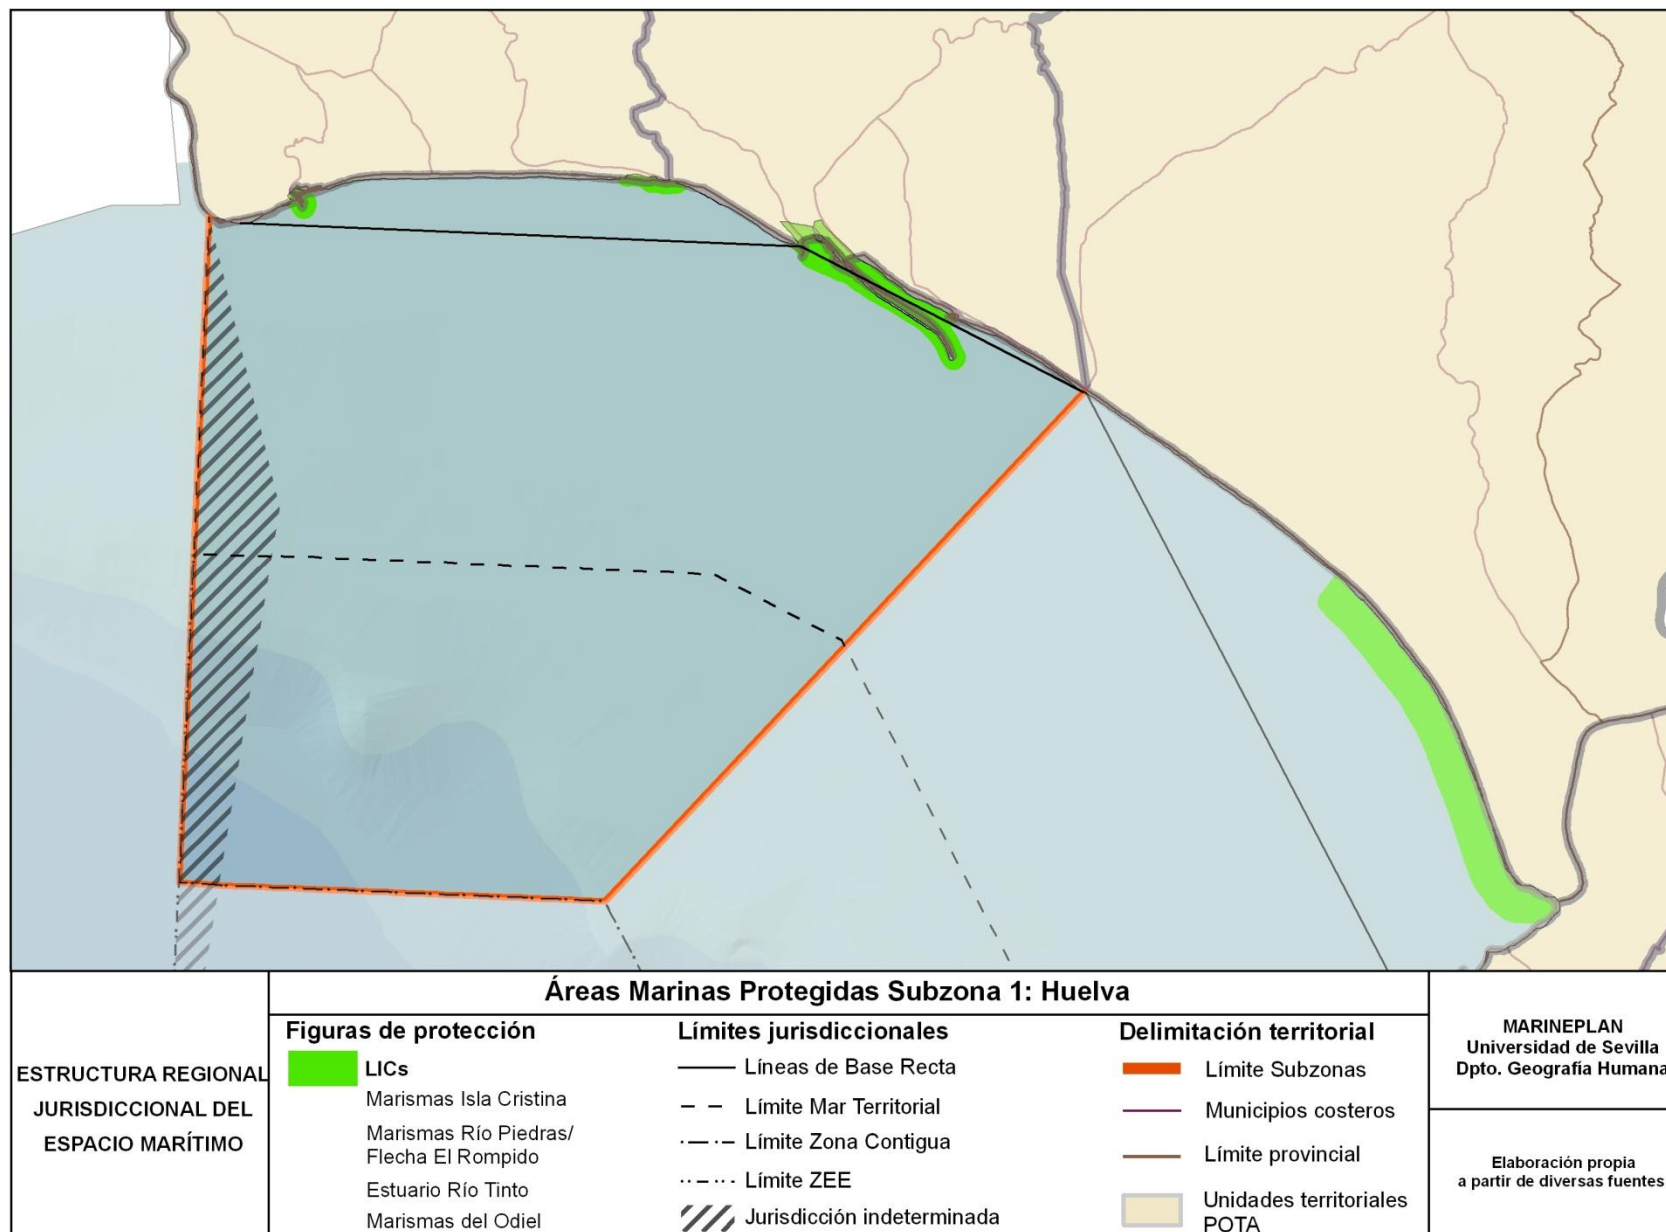 Áreas Marinas Protegidas Subzona 1: Huelva
ESTRUCTURA REGIONAL
JURISDICCIONAL DEL
ESPACIO MARÍTIMO
Figuras de protección
LICs
Marismas Isla Cristina
Marismas Río Piedras/
Flecha El Rompido
Estuario Río Tinto
Marismas del Odiel
Límites jurisdiccionales
Líneas de Base Recta
Límite Mar Territorial
Límite Zona Contigua
Límite ZEE
Jurisdicción indeterminada
Delimitación territorial
Límite Subzonas
Municipios costeros
Límite provincial
Unidades territoriales
POTA
MARINEPLAN
Universidad de Sevilla
Dpto. Geografía Humana
Elaboración propia
a partir de diversas fuentes